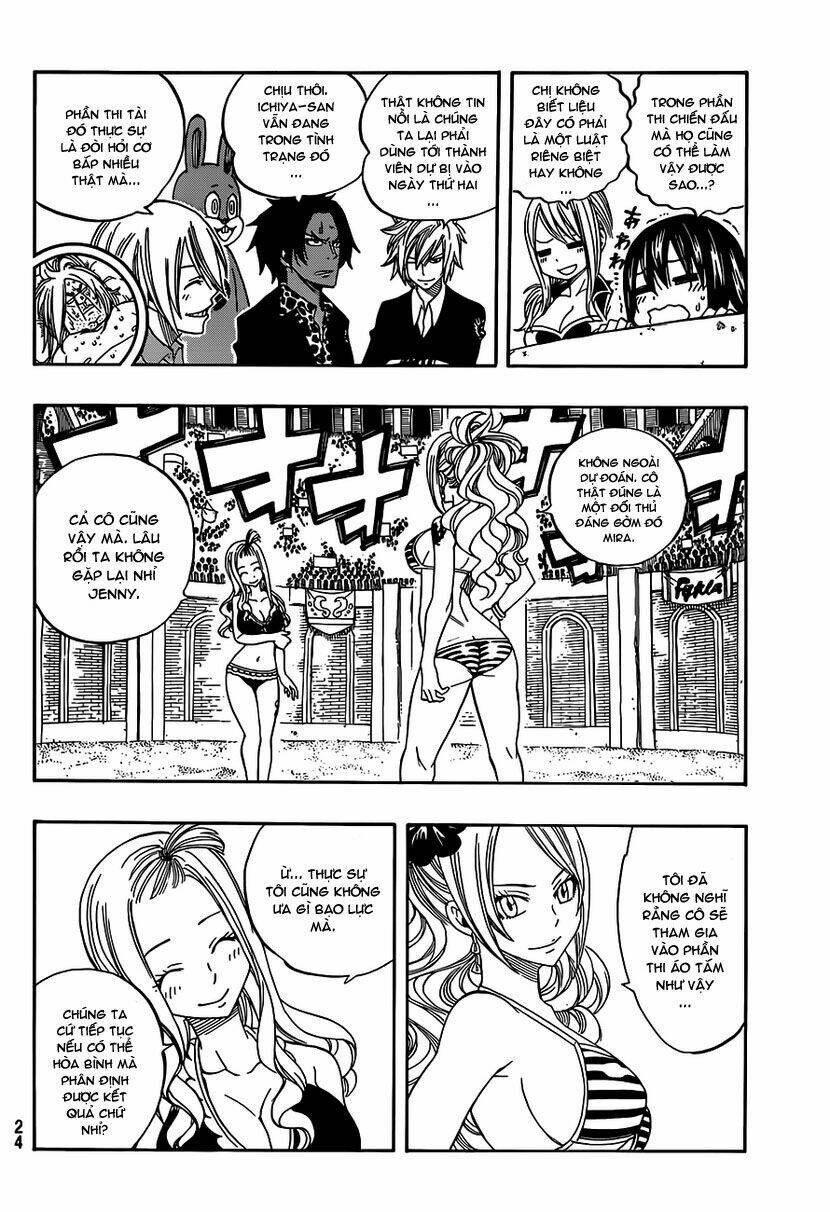 TRONG PHẦN
THI CHIẾN ĐẤU
MÀ HỌ CŨNG
CÓ THỂ LÀM
VẬY ĐƯỢC
SAO...?
CHỊ KHÔNG
BIẾT LIỆU
ĐÂY CÓ PHẢI
LÀ MỘT LUẬT
RIÊNG BIỆT
HAY KHÔNG
...
あわわ
THẬT KHÔNG TIN
NỔI LÀ CHÚNG
TA LẠI PHẢI
DÙNG TỚI THÀNH
VIÊN DỰ BỊ VÀO
NGÀY THỨ HAI
...
CHỊU THÔI.
ICHIYA-SAN
VẪN ĐANG
TRONG TÌNH
TRẠNG ĐÓ
...
PHẦN THI TÀI
ĐÓ THỰC SỰ
LÀ ĐÒI HỎI CƠ
BẤP NHIỀU
THẬT MÀ...
KHÔNG NGOÀI
DỰ ĐOÁN. CÔ
THẬT ĐÚNG LÀ
MỘT ĐỐI THỦ
ĐÁNG GỜM ĐÓ
MIRA.
CẢ CÔ CŨNG
VẬY MÀ. LÂU
RỒI TA KHÔNG
GẶP LẠI NHỈ
JENNY.
TÔI ĐÃ
KHÔNG NGHĨ
RẰNG CÔ SẼ
THAM GIA
VÀO PHẦN
THI ÁO TẮM
NHƯ VẬY
...
Ừ... THỰC SỰ
TÔI CŨNG KHÔNG
ƯA GÌ BẠO LỰC
MÀ.
CHÚNG TA
CỨ TIẾP TỤC
NẾU CÓ THỂ
HÒA BÌNH MÀ
PHÂN ĐỊNH
ĐƯỢC KẾT
QUẢ CHỨ
NHỈ?
24